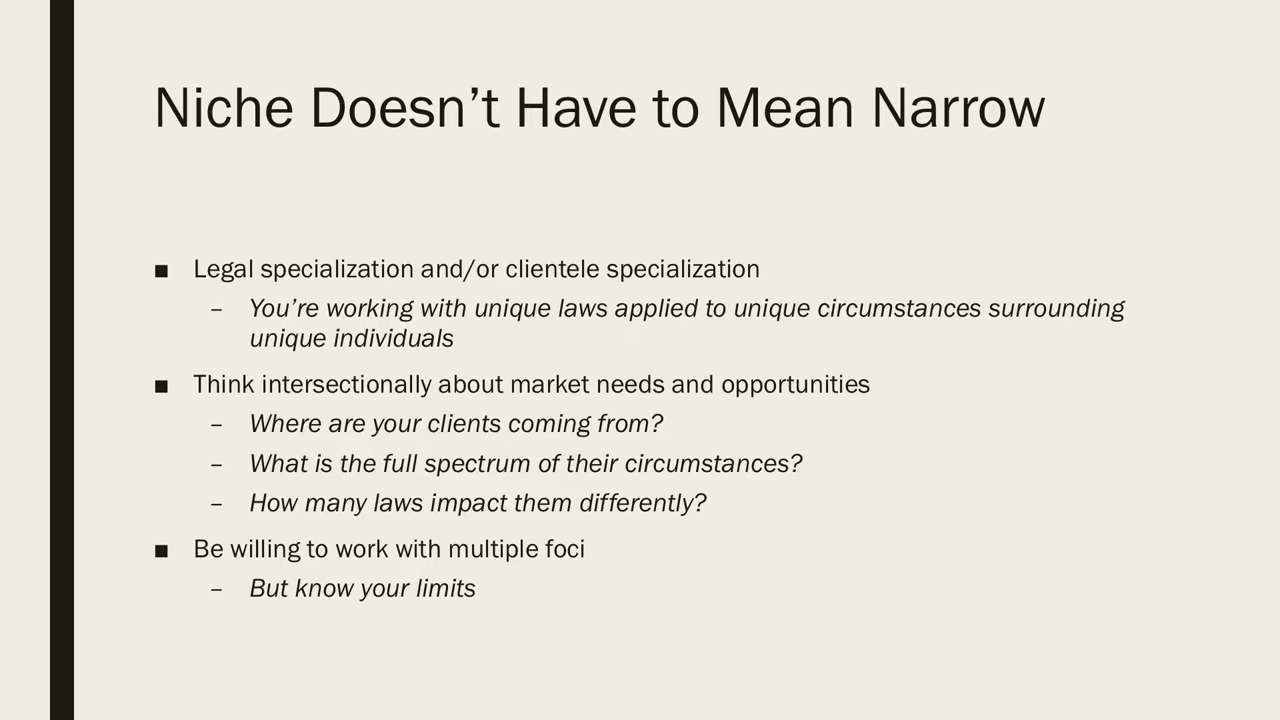 Niche Doesn’t Have to Mean Narrow
■ Legal specialization and/or clientele specialization
– You’re working with unique laws applied to unique circumstances surrounding
unique individuals
■ Think intersectionally about market needs and opportunities
– Where are your clients coming from?
– What is the full spectrum of their circumstances?
– How many laws impact them differently?
■ Be willing to work with multiple foci
– But know your limits